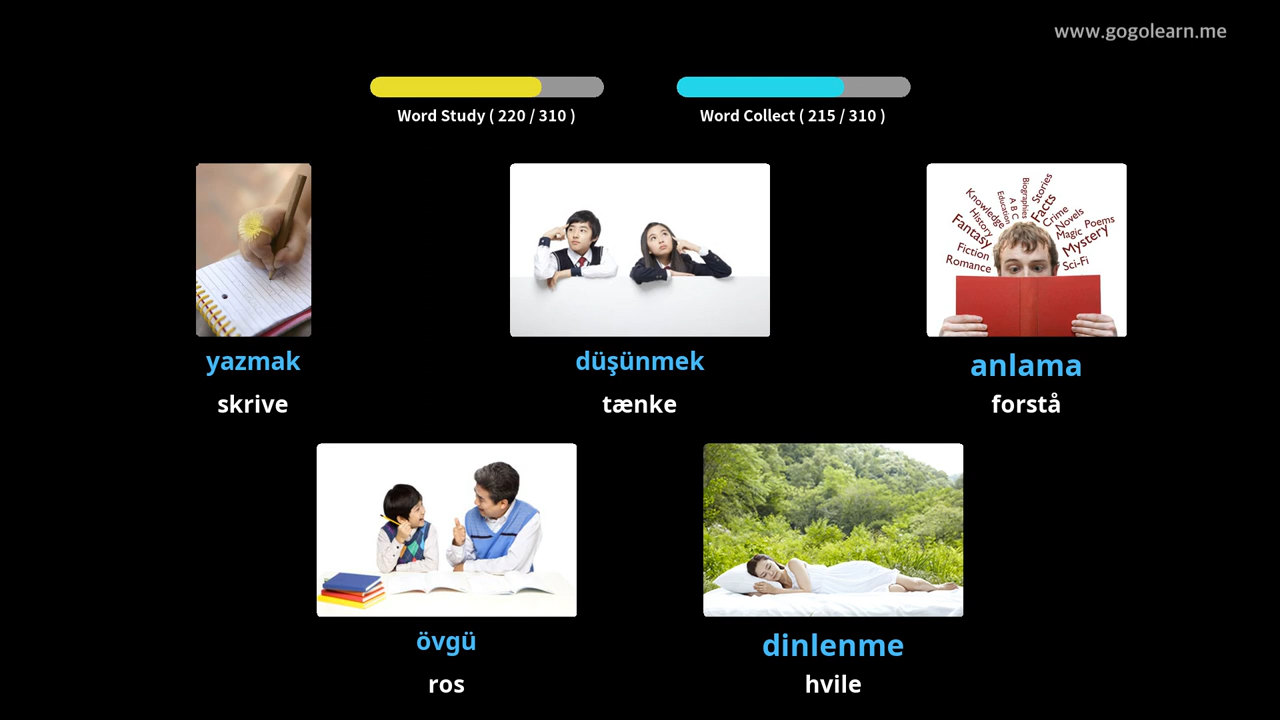 www.gogolearn.me
Word Study ( 220 / 310 )
Word Collect ( 215 / 310 )
Knowledge
History
Fantasy
Fiction
Romance
Education
A B C
Biographies
Stories
Facts
Crime
Novels
Magic
Poems
Mystery
Sci-Fi
yazmak
düşünmek
anlama
skrive
tænke
forstå
övgü
dinlenme
ros
hvile